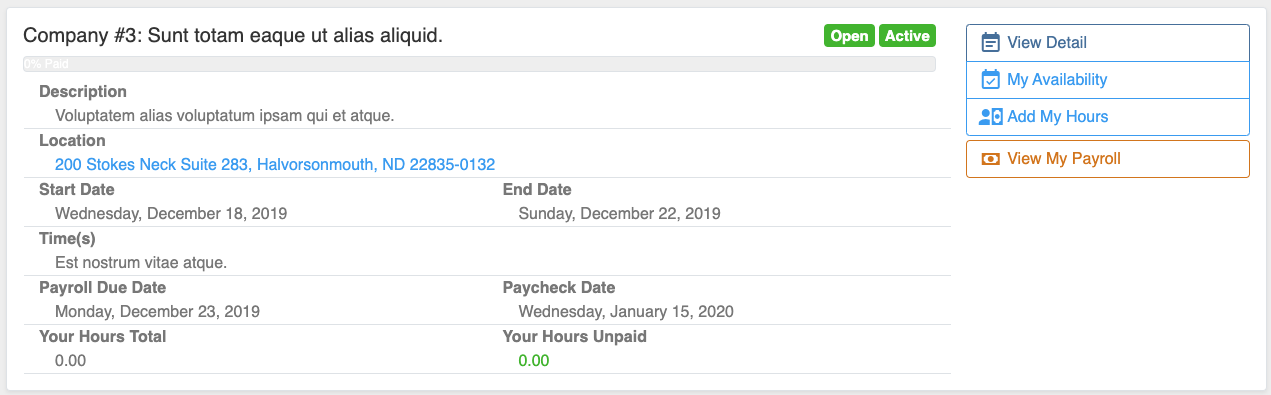 Company #3: Sunt totam eaque ut alias aliquid.
Open Active
0% Paid
Description
Voluptatem alias voluptatum ipsam qui et atque.
Location
200 Stokes Neck Suite 283, Halvorsonmouth, ND 22835-0132
Start Date End Date
Wednesday, December 18, 2019 Sunday, December 22, 2019
Time(s)
Est nostrum vitae atque.
Payroll Due Date Paycheck Date
Monday, December 23, 2019 Wednesday, January 15, 2020
Your Hours Total Your Hours Unpaid
0.00 0.00
View Detail
My Availability
Add My Hours
View My Payroll